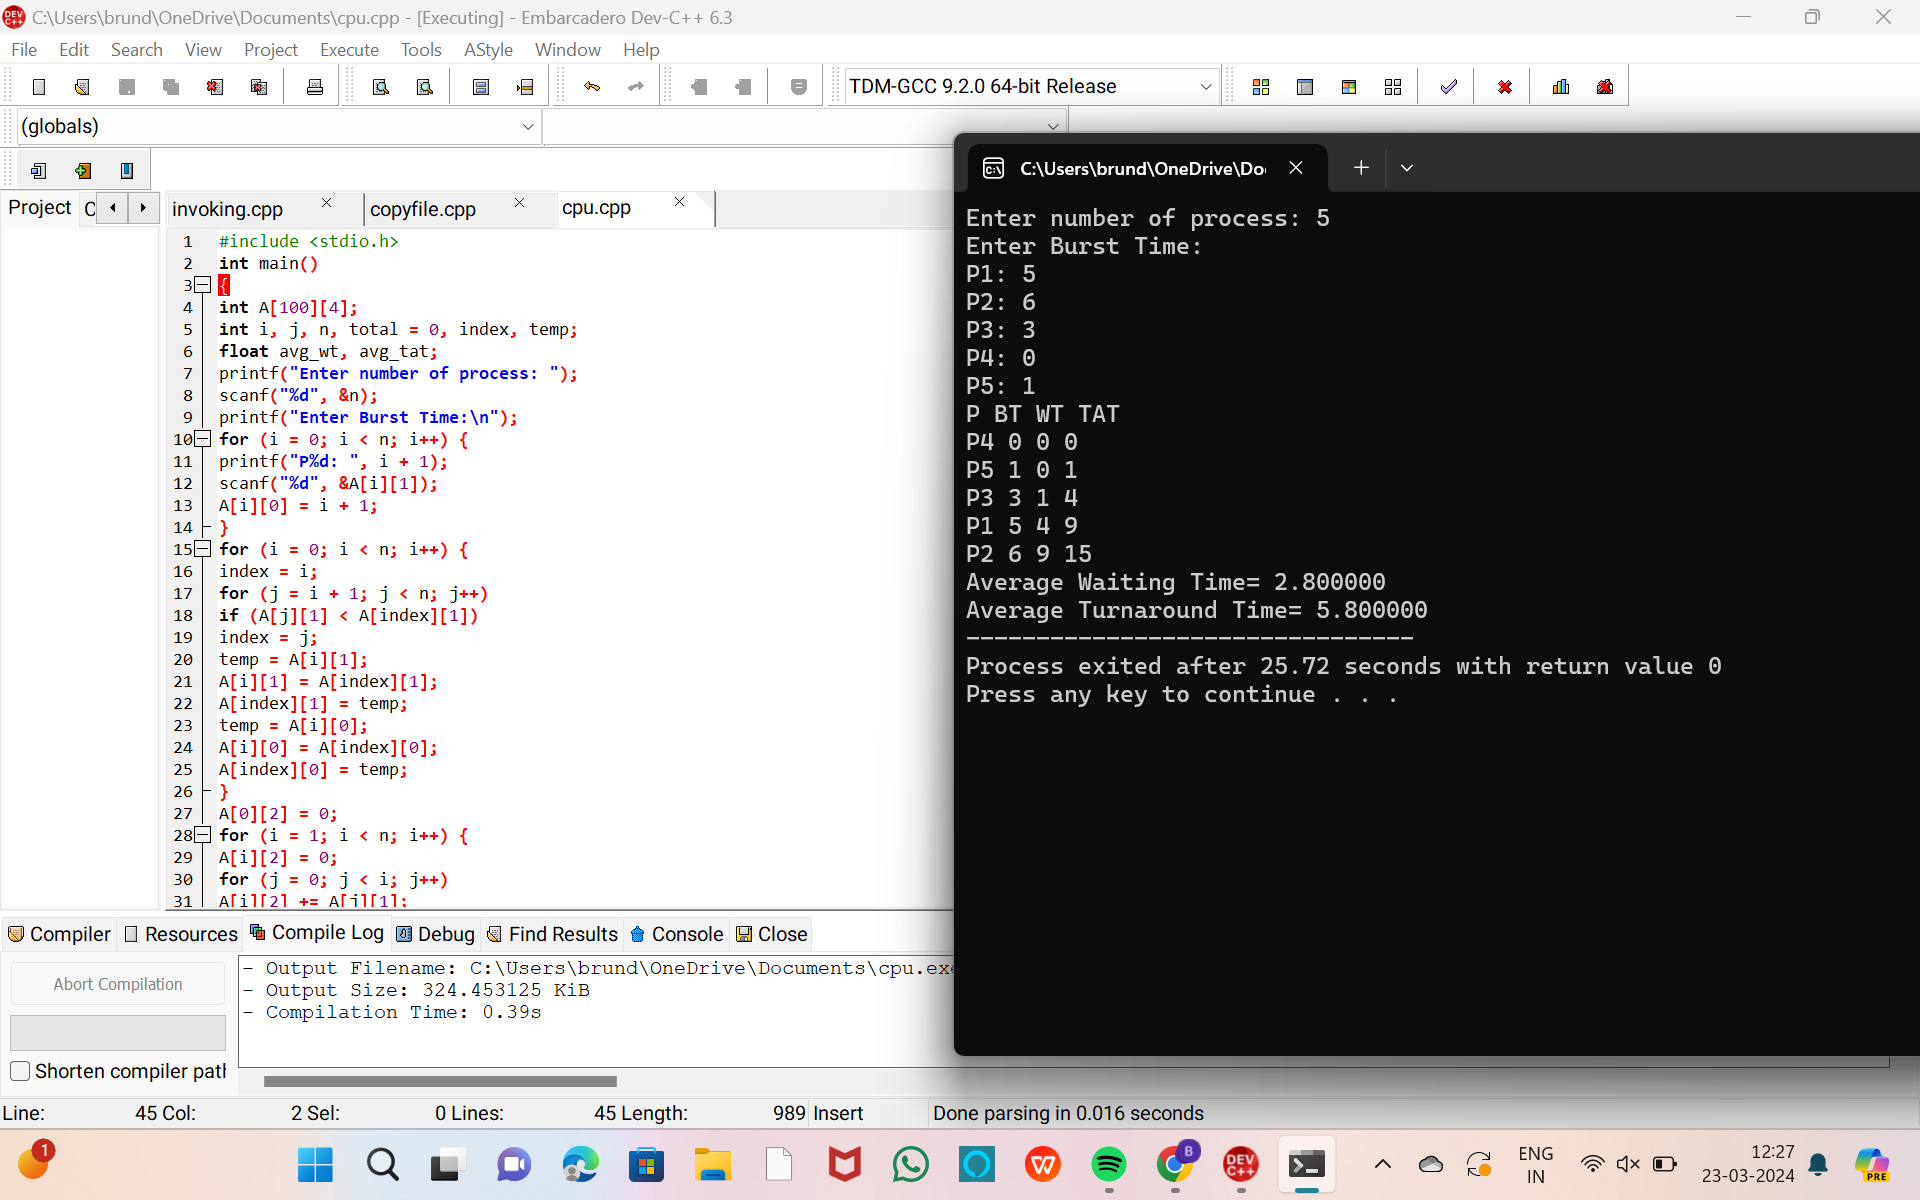 C:\Users\brund\OneDrive\Documents\cpu.cpp - [Executing] - Embarcadero Dev-C++ 6.3
File Edit Search View Project Execute Tools AStyle Window Help
TDM-GCC 9.2.0 64-bit Release
(globals)
Project C
invoking.cpp copyfile.cpp cpu.cpp
1 #include <stdio.h>
2 int main()
3 {
4 int A[100][4];
5 int i, j, n, total = 0, index, temp;
6 float avg_wt, avg_tat;
7 printf("Enter number of process: ");
8 scanf("%d", &n);
9 printf("Enter Burst Time:\n");
10 for (i = 0; i < n; i++) {
11 printf("P%d: ", i + 1);
12 scanf("%d", &A[i][1]);
13 A[i][0] = i + 1;
14 }
15 for (i = 0; i < n; i++) {
16 index = i;
17 for (j = i + 1; j < n; j++)
18 if (A[j][1] < A[index][1])
19 index = j;
20 temp = A[i][1];
21 A[i][1] = A[index][1];
22 A[index][1] = temp;
23 temp = A[i][0];
24 A[i][0] = A[index][0];
25 A[index][0] = temp;
26 }
27 A[0][2] = 0;
28 for (i = 1; i < n; i++) {
29 A[i][2] = 0;
30 for (j = 0; j < i; j++)
31 A[i][2] += A[j][1];
C:\Users\brund\OneDrive\Do
Enter number of process: 5
Enter Burst Time:
P1: 5
P2: 6
P3: 3
P4: 0
P5: 1
P BT WT TAT
P4 0 0 0
P5 1 0 1
P3 3 1 4
P1 5 4 9
P2 6 9 15
Average Waiting Time= 2.800000
Average Turnaround Time= 5.800000
--------------------------------
Process exited after 25.72 seconds with return value 0
Press any key to continue . . .
Compiler Resources Compile Log Debug Find Results Console Close
Abort Compilation
Shorten compiler pat
- Output Filename: C:\Users\brund\OneDrive\Documents\cpu.exe
- Output Size: 324.453125 KiB
- Compilation Time: 0.39s
Line: 45 Col: 2 Sel: 0 Lines: 45 Length: 989 Insert Done parsing in 0.016 seconds
1
B
DEV C++
PRE
ENG
IN
12:27
23-03-2024